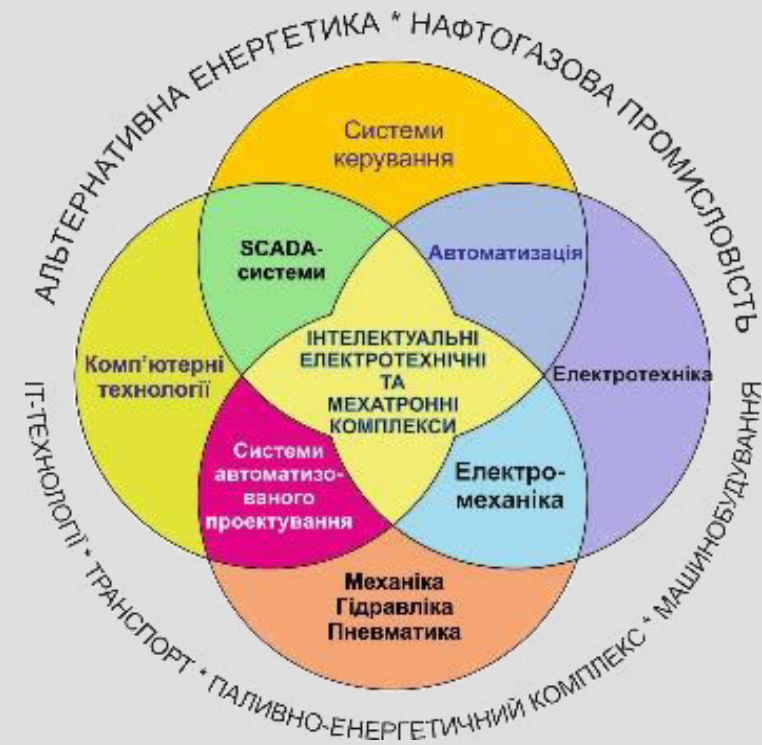 АЛЬТЕРНАТИВНА ЕНЕРГЕТИКА * НАФТОГАЗОВА ПРОМИСЛОВІСТЬ
Системи
керування
SCADA-
системи
Автоматизація
Комп'ютерні
технології
ІНТЕЛЕКТУАЛЬНІ
ЕЛЕКТРОТЕХНІЧНІ
ТА
МЕХАТРОННІ
КОМПЛЕКСИ
Електротехніка
Системи
автоматизо-
ваного
проектування
Електро-
механіка
Механіка
Гідравліка
Пневматика
ІТ-ТЕХНОЛОГІЇ * ТРАНСПОРТ * ПАЛИВНО-ЕНЕРГЕТИЧНИЙ КОМПЛЕКС * МАШИНОБУДУВАННЯ